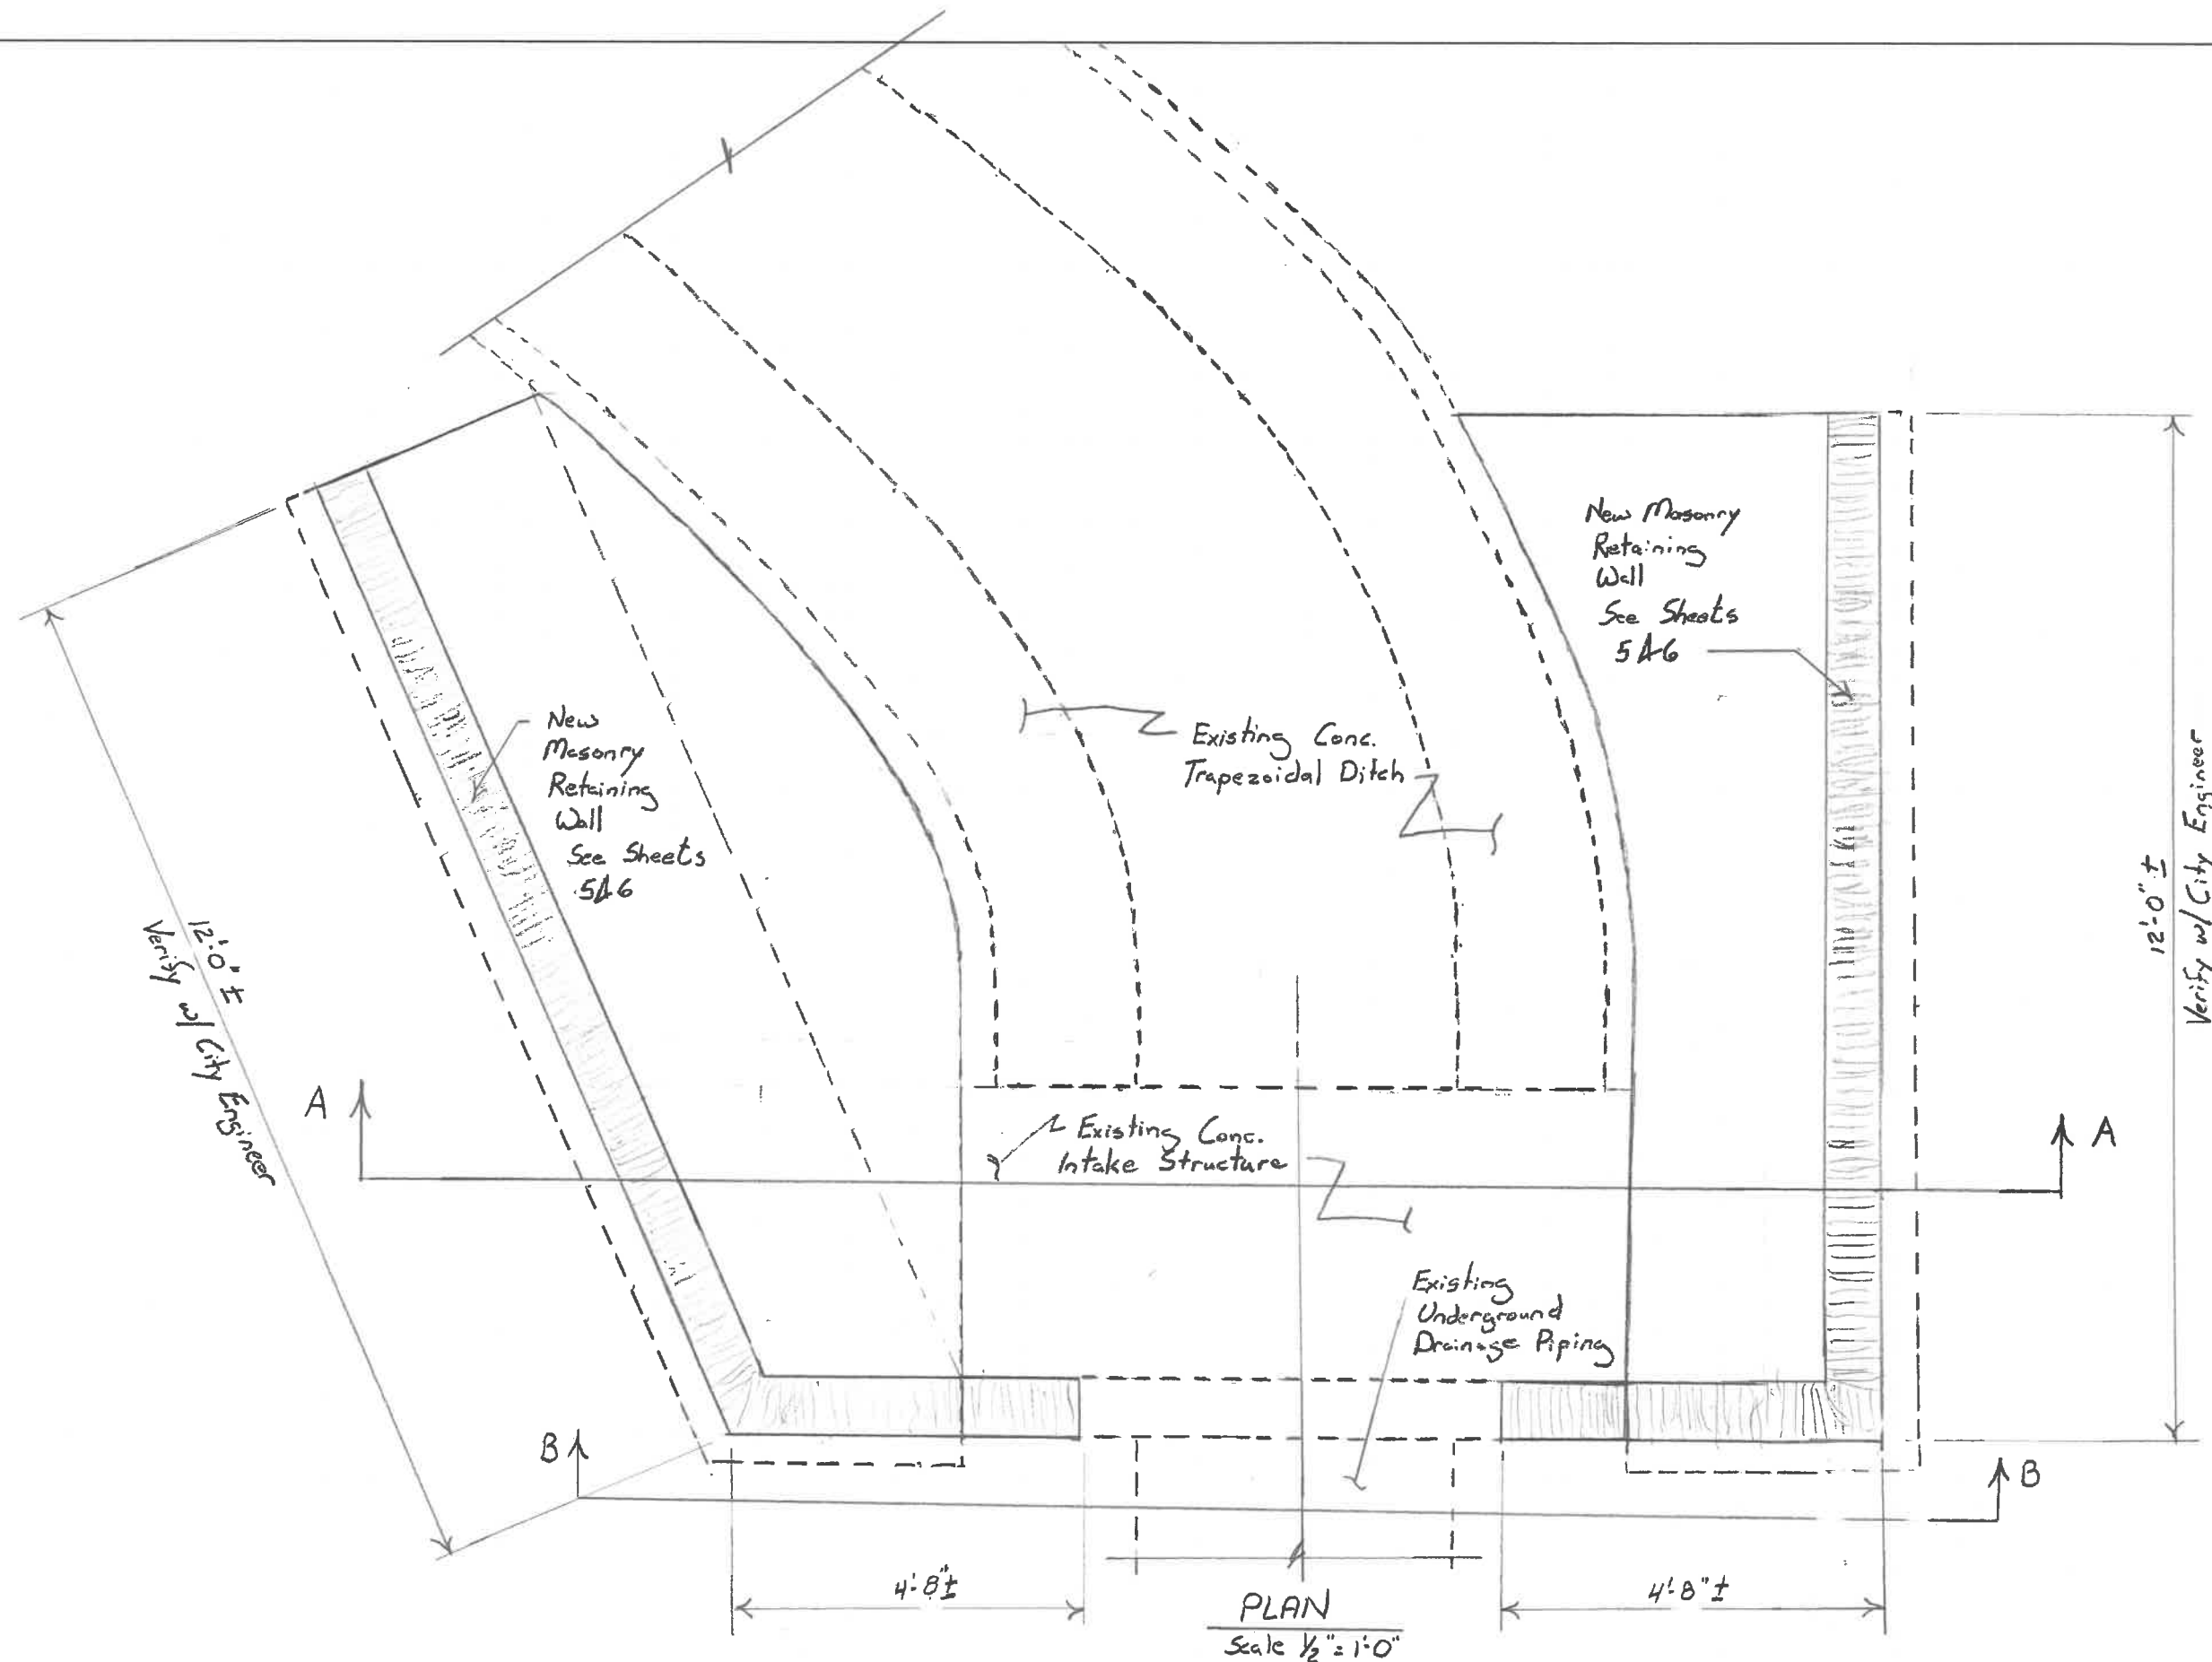 New Masonry
Retaining
Wall
See Sheets
5&6
New
Masonry
Retaining
Wall
See Sheets
5&6
Existing Conc.
Trapezoidal Ditch
12'-0" ±
Verify w/ City Engineer
12'-0" ±
Verify w/ City Engineer
A
A
Existing Conc.
Intake Structure
Existing
Underground
Drainage Piping
B
B
4'-8"±
4'-8"±
PLAN
Scale 1/2"=1'-0"